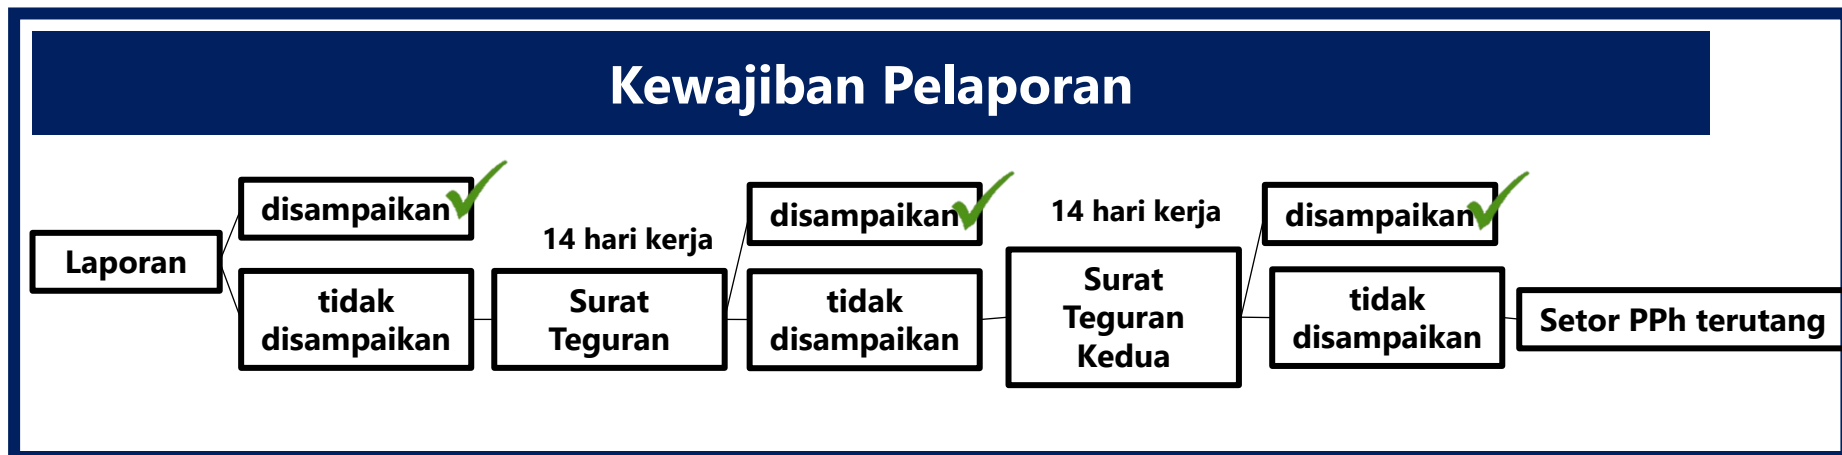 Kewajiban Pelaporan
Laporan
disampaikan
tidak
disampaikan
14 hari kerja
Surat
Teguran
disampaikan
tidak
disampaikan
14 hari kerja
Surat
Teguran
Kedua
disampaikan
tidak
disampaikan
Setor PPh terutang